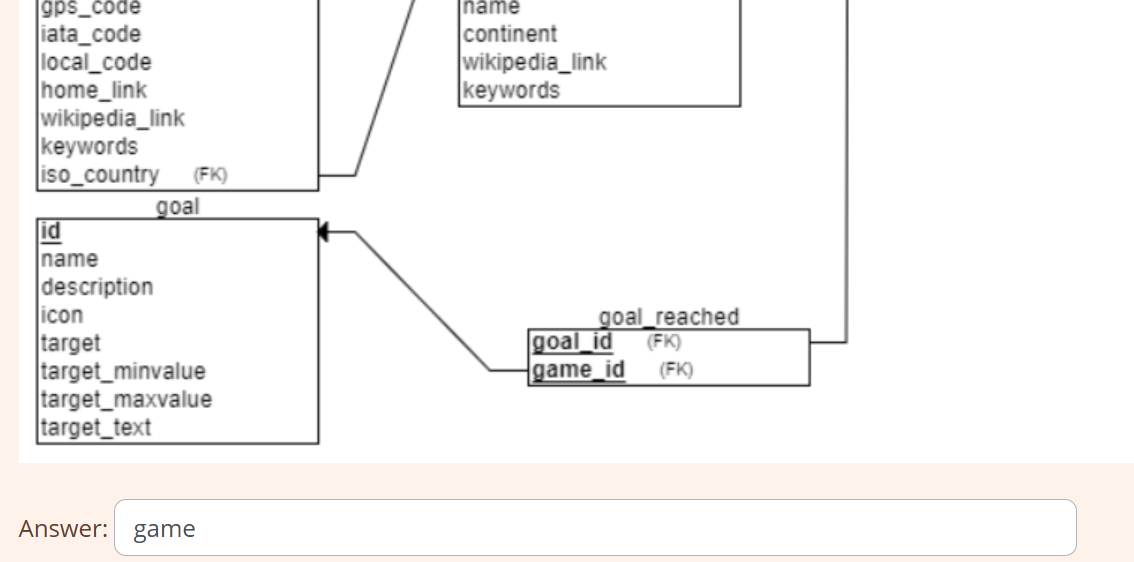 gps_code
iata_code
local_code
home_link
wikipedia_link
keywords
iso_country (FK)
name
continent
wikipedia_link
keywords
goal
id
name
description
icon
target
target_minvalue
target_maxvalue
target_text
goal_reached
goal_id (FK)
game_id (FK)
Answer: game